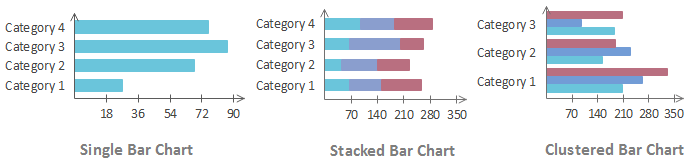 Category 4
Category 3
Category 2
Category 1
18 36 54 72 90
Single Bar Chart
Category 4
Category 3
Category 2
Category 1
70 140 210 280 350
Stacked Bar Chart
Category 3
Category 2
Category 1
70 140 210 280 350
Clustered Bar Chart